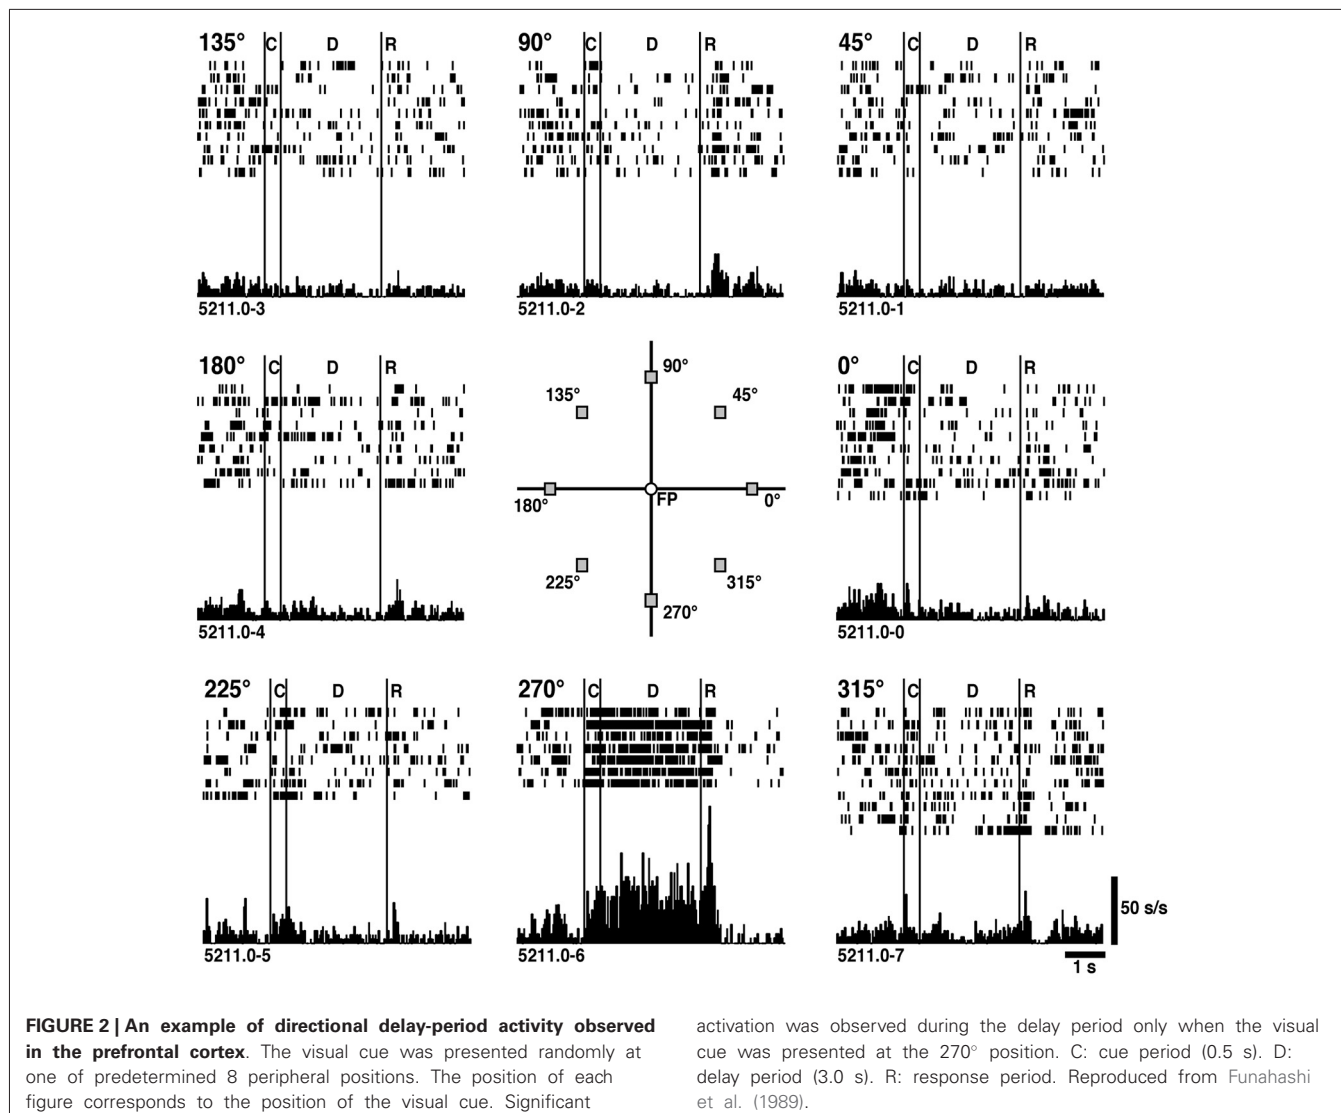 135° C D R
90° C D R
45° C D R
5211.0-3
5211.0-2
5211.0-1
180° C D R
90°
135° 45°
180° FP 0°
225° 315°
270°
0° C D R
5211.0-4
5211.0-0
225° C D R
270° C D R
315° C D R
50 s/s
5211.0-5
5211.0-6
5211.0-7
1 s
FIGURE 2 | An example of directional delay-period activity observed
in the prefrontal cortex. The visual cue was presented randomly at
one of predetermined 8 peripheral positions. The position of each
figure corresponds to the position of the visual cue. Significant
activation was observed during the delay period only when the visual
cue was presented at the 270° position. C: cue period (0.5 s). D:
delay period (3.0 s). R: response period. Reproduced from Funahashi
et al. (1989).